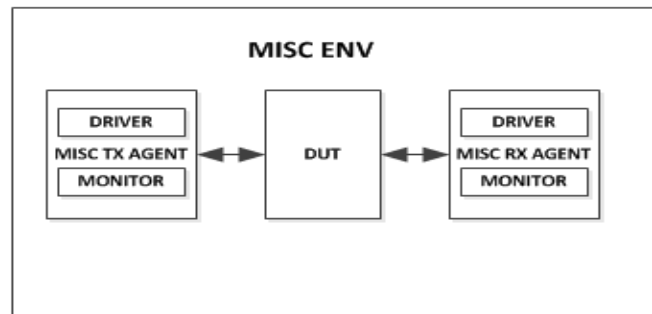 MISC ENV
DRIVER
MISC TX AGENT
MONITOR
DUT
DRIVER
MISC RX AGENT
MONITOR